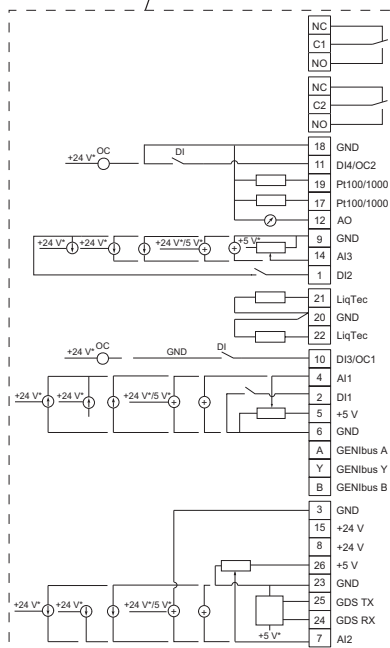 NC
C1
NO
NC
C2
NO
18 GND
+24 V* OC DI 11 DI4/OC2
19 Pt100/1000
17 Pt100/1000
12 AO
9 GND
+24 V* +24 V* +24 V*/5 V* +5 V*
14 AI3
1 DI2
21 LiqTec
20 GND
22 LiqTec
+24 V* OC GND DI 10 DI3/OC1
4 AI1
2 DI1
+24 V* +24 V* +24 V*/5 V* 5 +5 V
6 GND
A GENIbus A
Y GENIbus Y
B GENIbus B
3 GND
15 +24 V
8 +24 V
26 +5 V
23 GND
25 GDS TX
+24 V* +24 V* +24 V*/5 V* 24 GDS RX
+5 V* 7 AI2